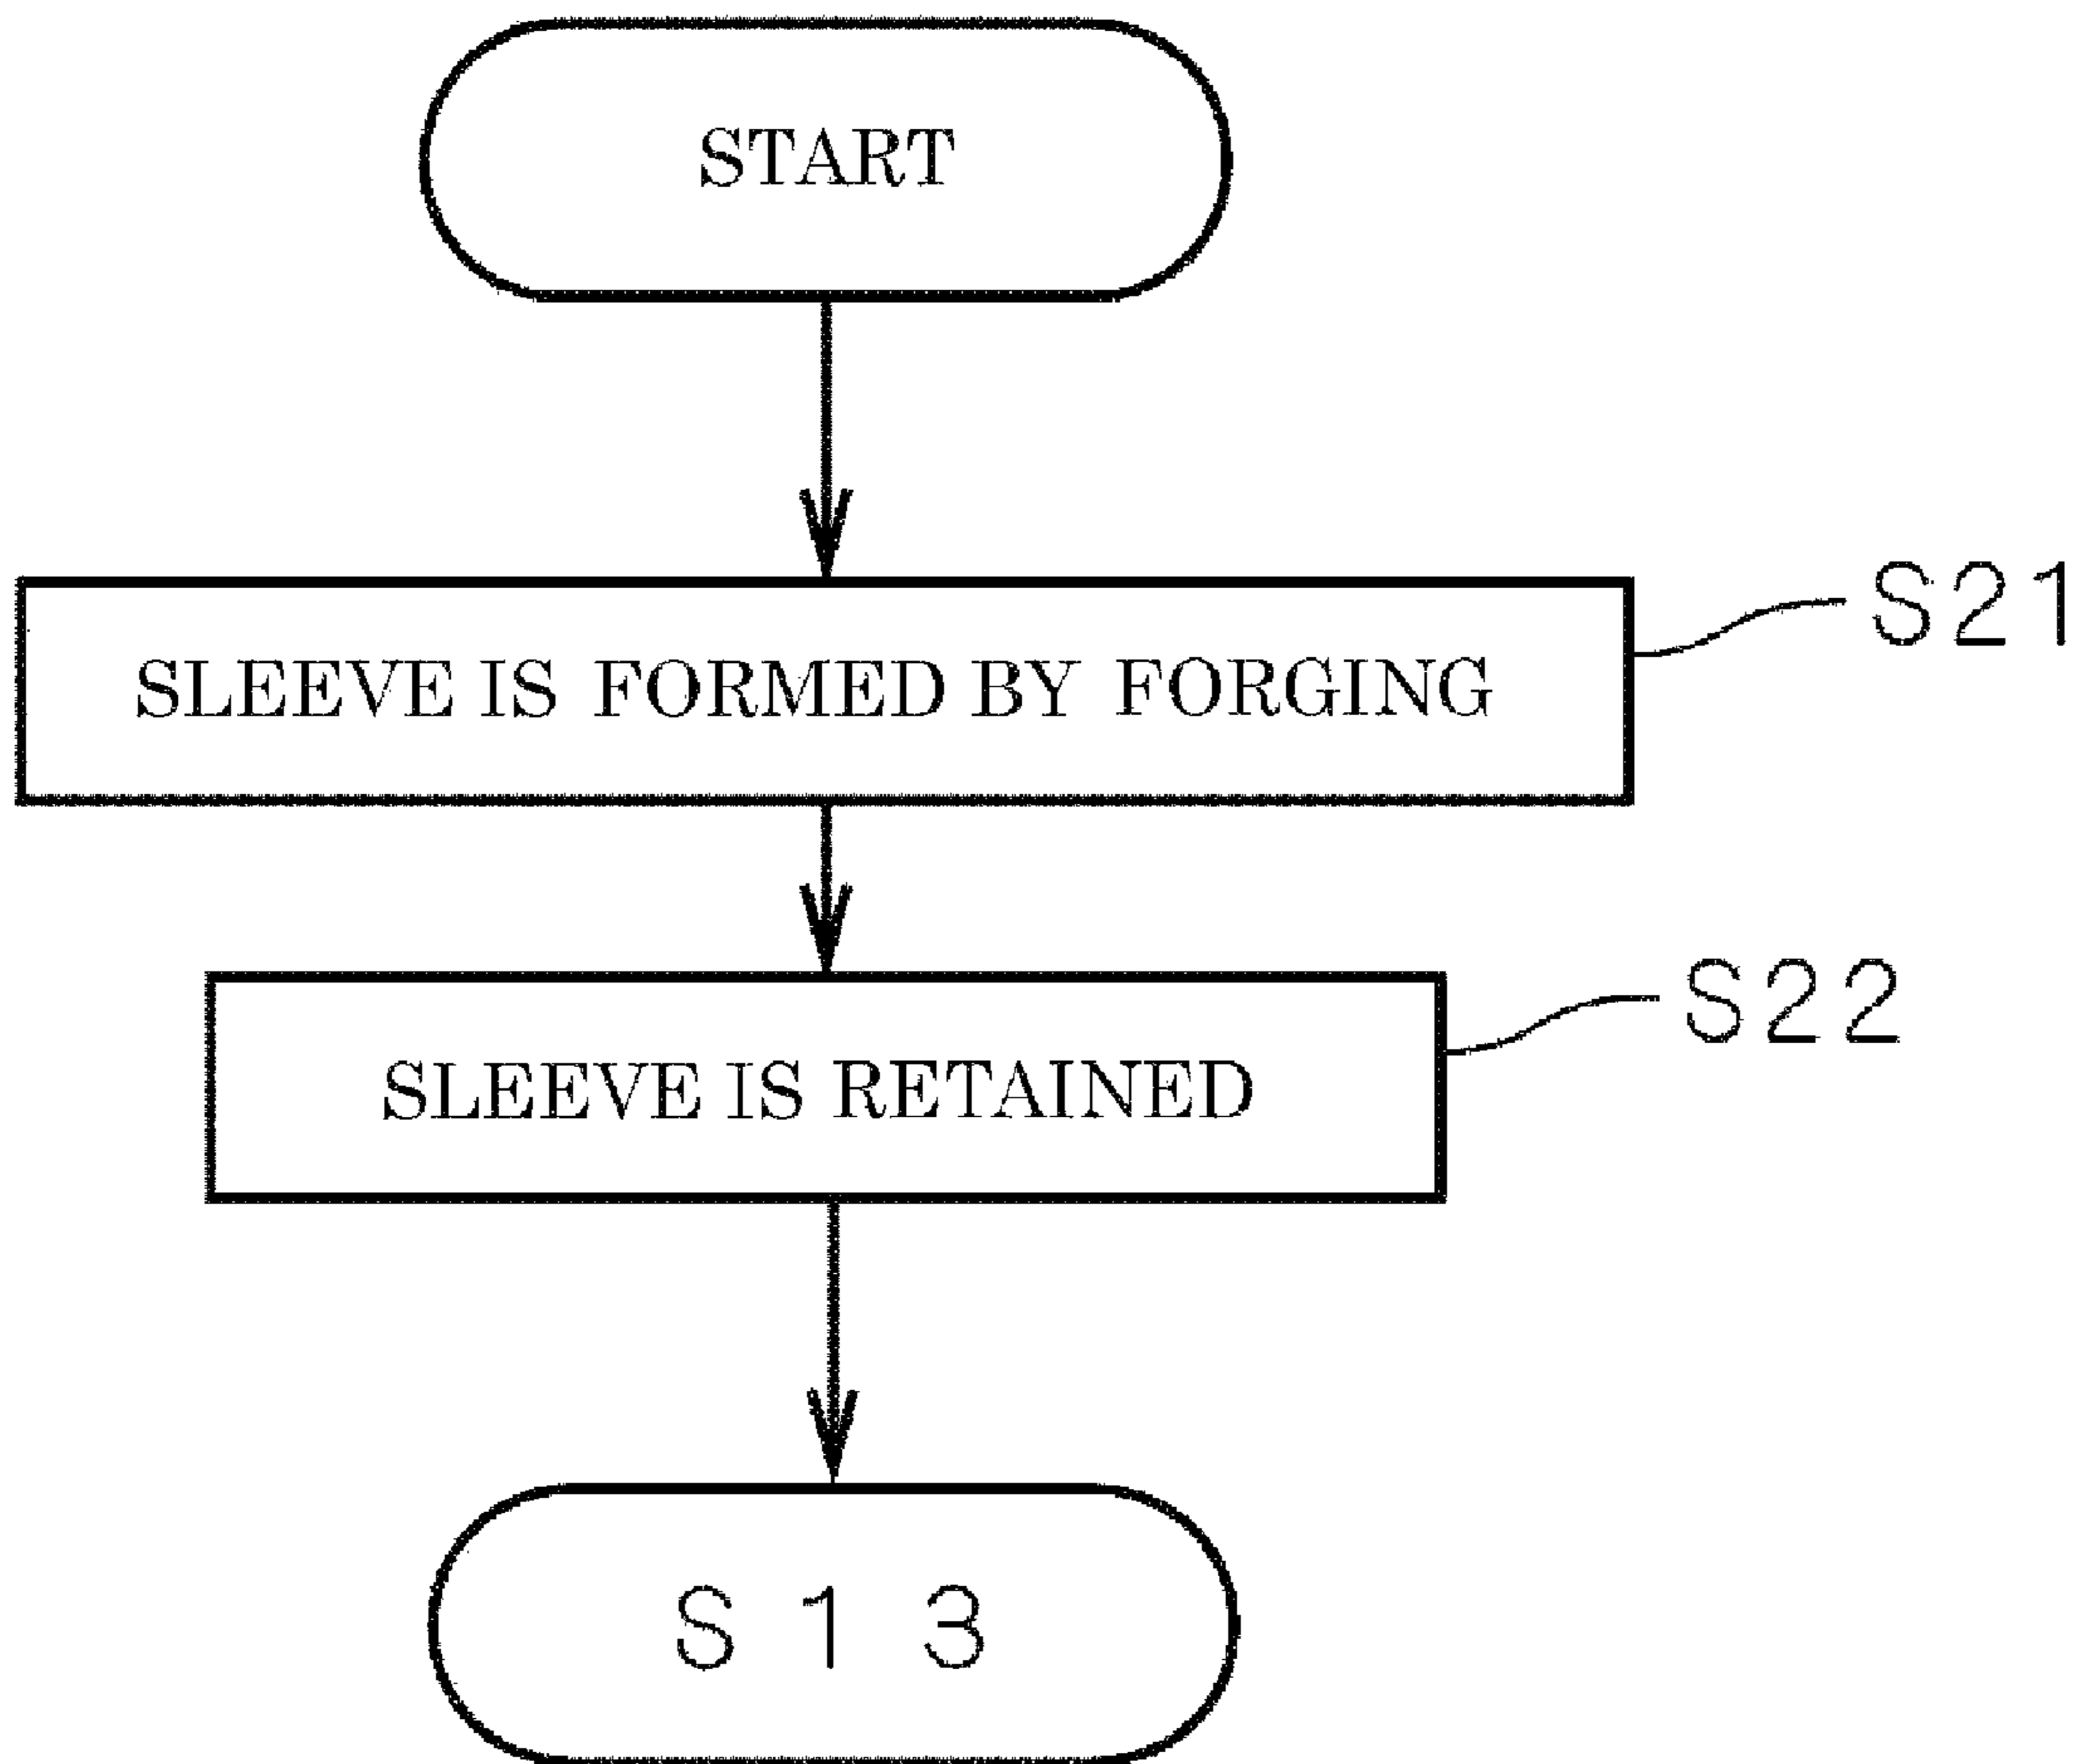 START
SLEEVE IS FORMED BY FORGING
S21
SLEEVE IS RETAINED
S22
S13